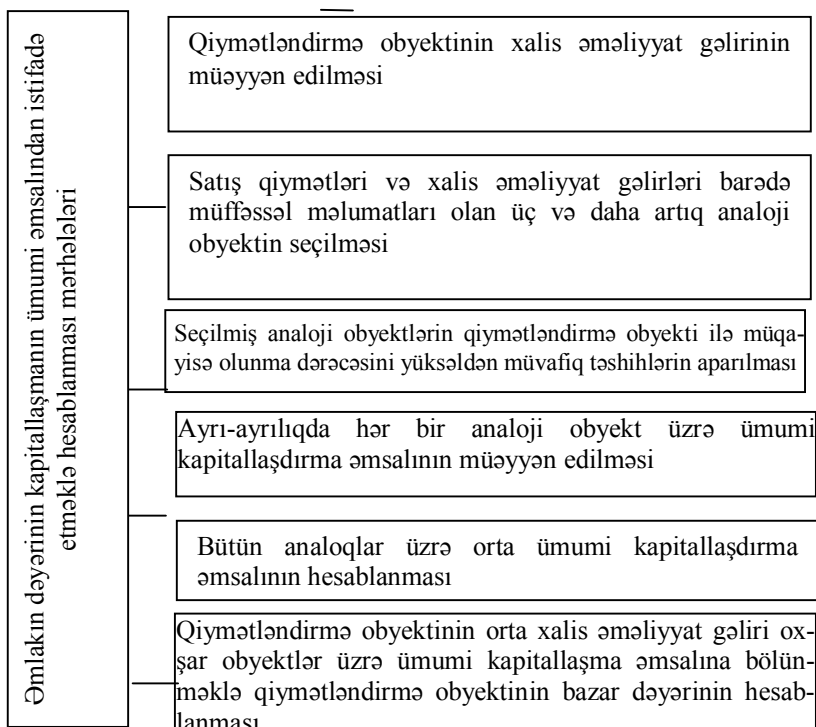 Əmlakın dəyərinin kapitallaşmanın ümumi əmsalından istifadə
etməklə hesablanması mərhələləri
Qiymətləndirmə obyektinin xalis əməliyyat gəlirinin
müəyyən edilməsi
Satış qiymətləri və xalis əməliyyat gəlirləri barədə
müffəssəl məlumatları olan üç və daha artıq analoji
obyektin seçilməsi
Seçilmiş analoji obyektlərin qiymətləndirmə obyekti ilə müqa-
yisə olunma dərəcəsini yüksəldən müvafiq təshihlərin aparılması
Ayrı-ayrılıqda hər bir analoji obyekt üzrə ümumi
kapitallaşdırma əmsalının müəyyən edilməsi
Bütün analoqlar üzrə orta ümumi kapitallaşdırma
əmsalının hesablanması
Qiymətləndirmə obyektinin orta xalis əməliyyat gəliri ox-
şar obyektlər üzrə ümumi kapitallaşma əmsalına bölün-
məklə qiymətləndirmə obyektinin bazar dəyərinin hesab-
lanması